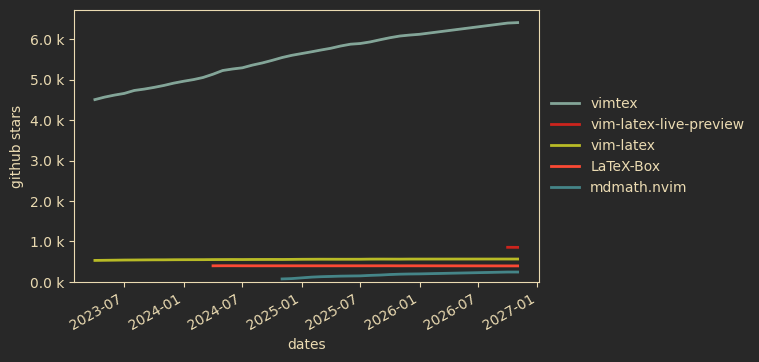 6.0 k
5.0 k
4.0 k
3.0 k
2.0 k
1.0 k
0.0 k
github stars
2023-07
2024-01
2024-07
2025-01
2025-07
2026-01
2026-07
2027-01
dates
vimtex
vim-latex-live-preview
vim-latex
LaTeX-Box
mdmath.nvim